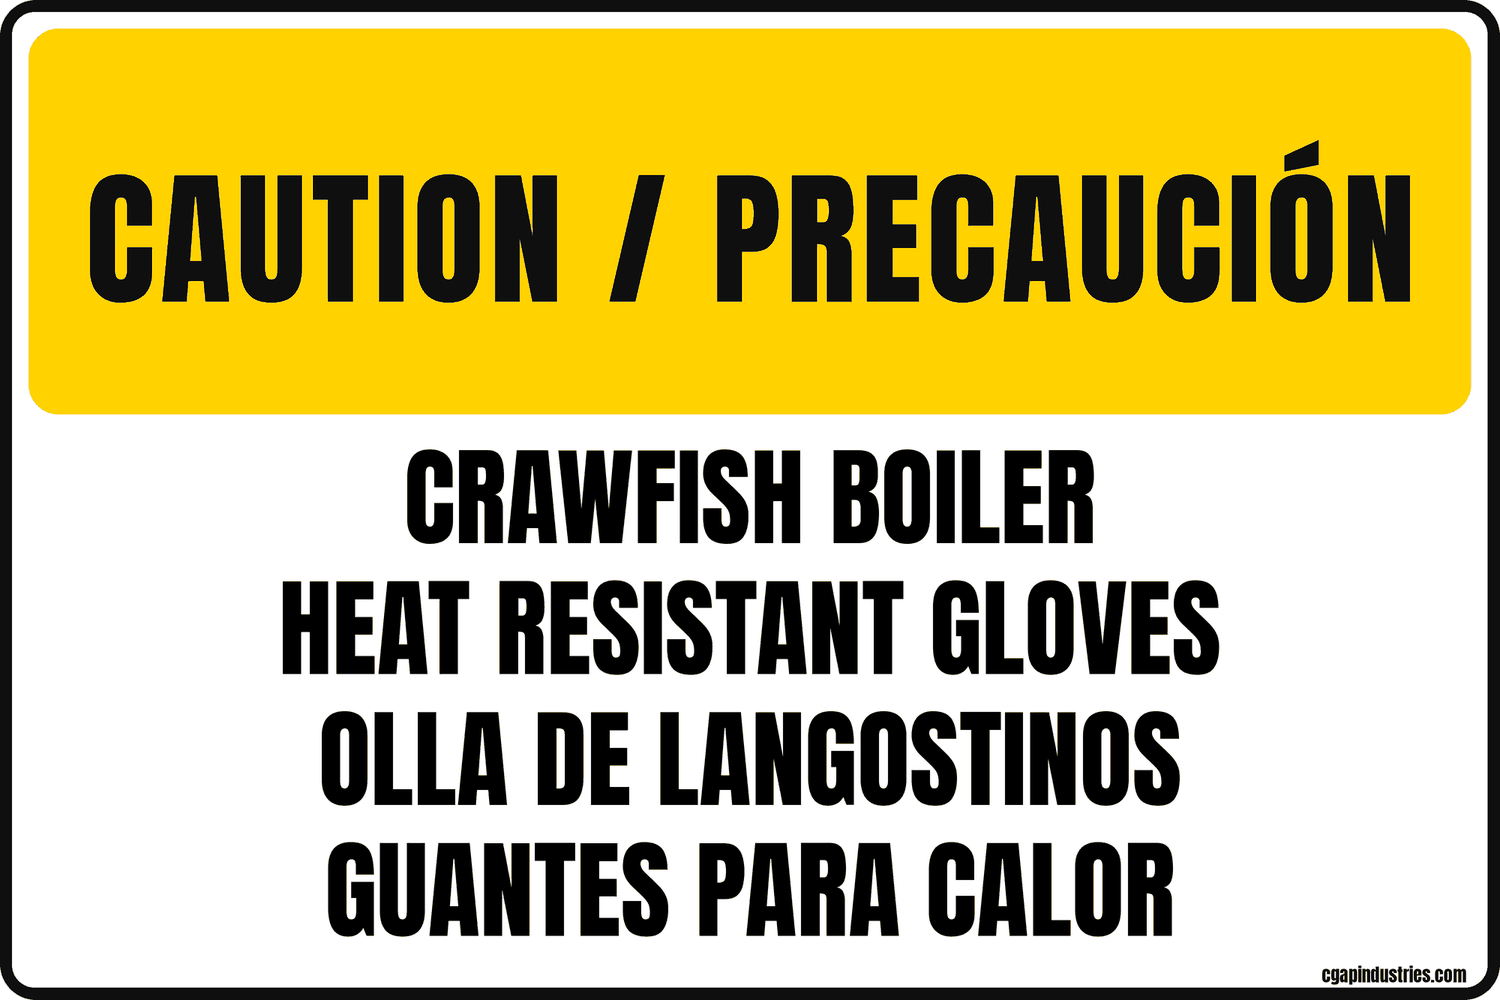 CAUTION / PRECAUCIÓN
CRAWFISH BOILER
HEAT RESISTANT GLOVES
OLLA DE LANGOSTINOS
GUANTES PARA CALOR
cgapindustries.com